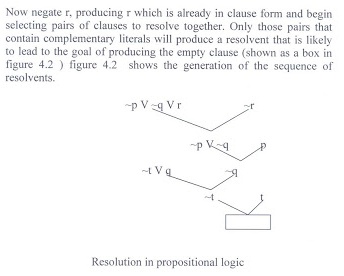 Now negate r, producing r which is already in clause form and begin
selecting pairs of clauses to resolve together. Only those pairs that
contain complementary literals will produce a resolvent that is likely
to lead to the goal of producing the empty clause (shown as a box in
figure 4.2 ) figure 4.2 shows the generation of the sequence of
resolvents.
~p V ~q V r ~r
~p V ~q p
~t V q ~q
~t t
Resolution in propositional logic